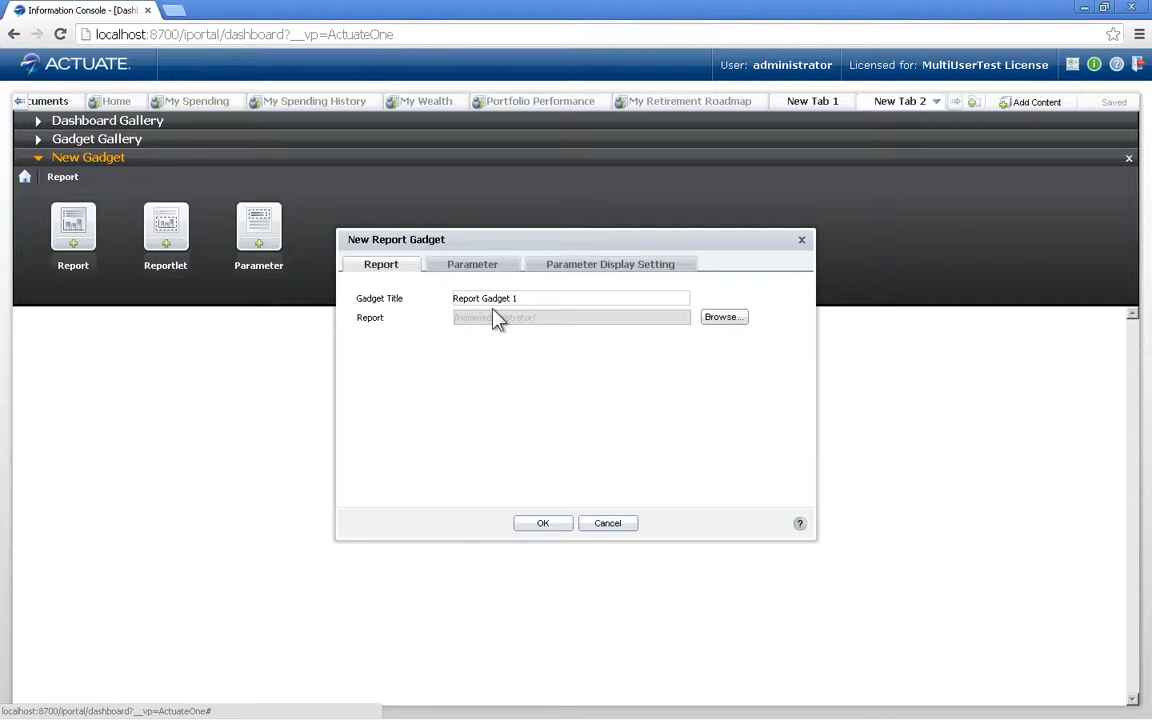 Information Console - [Dash
localhost:8700/iportal/dashboard?__vp=ActuateOne
ACTUATE.
User: administrator
Licensed for: MultiUserTest License
cuments
Home
My Spending
My Spending History
My Wealth
Portfolio Performance
My Retirement Roadmap
New Tab 1
New Tab 2
Add Content
Saved
Dashboard Gallery
Gadget Gallery
New Gadget
Report
Report
Reportlet
Parameter
New Report Gadget
Report
Parameter
Parameter Display Setting
Gadget Title
Report Gadget 1
Report
Browse...
OK
Cancel
localhost:8700/iportal/dashboard?__vp=ActuateOne#